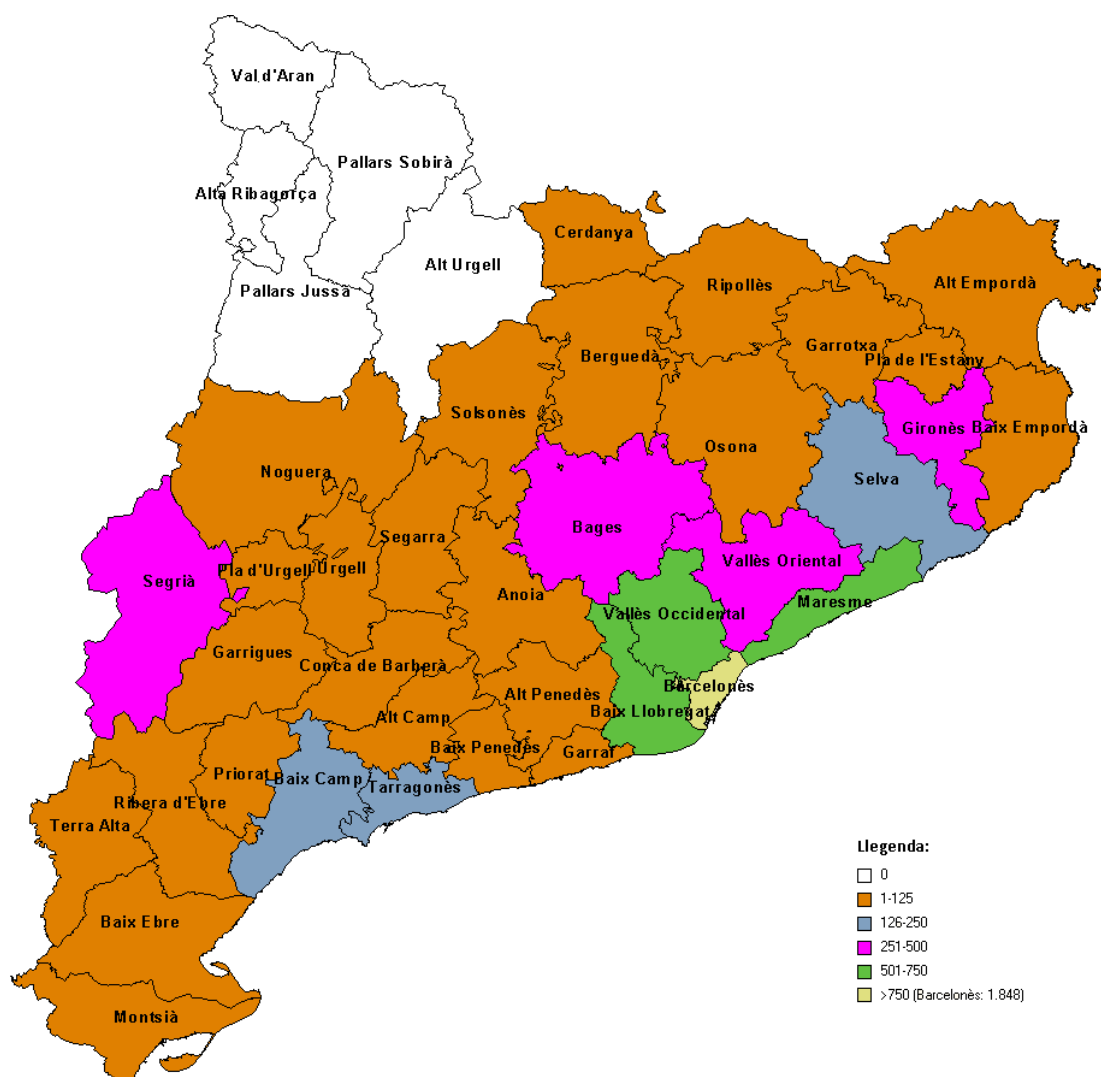 Val d'Aran
Pallars Sobirà
Alta Ribagorça
Cerdanya
Alt Urgell
Ripollès
Alt Empordà
Pallars Jussà
Garrotxa
Berguedà
Pla de l'Estany
Solsonès
Gironès
Baix Empordà
Osona
Noguera
Selva
Bages
Segarra
Vallès Oriental
Pla d'Urgell
Urgell
Segrià
Anoia
Maresme
Vallès Occidental
Garrigues
Conca de Barberà
Barcelonès
Alt Penedès
Baix Llobregat
Alt Camp
Baix Penedès
Garraf
Priorat
Baix Camp
Tarragonès
Ribera d'Ebre
Terra Alta
Baix Ebre
Montsià
Llegenda:
0
1-125
126-250
251-500
501-750
>750 (Barcelonès: 1.848)